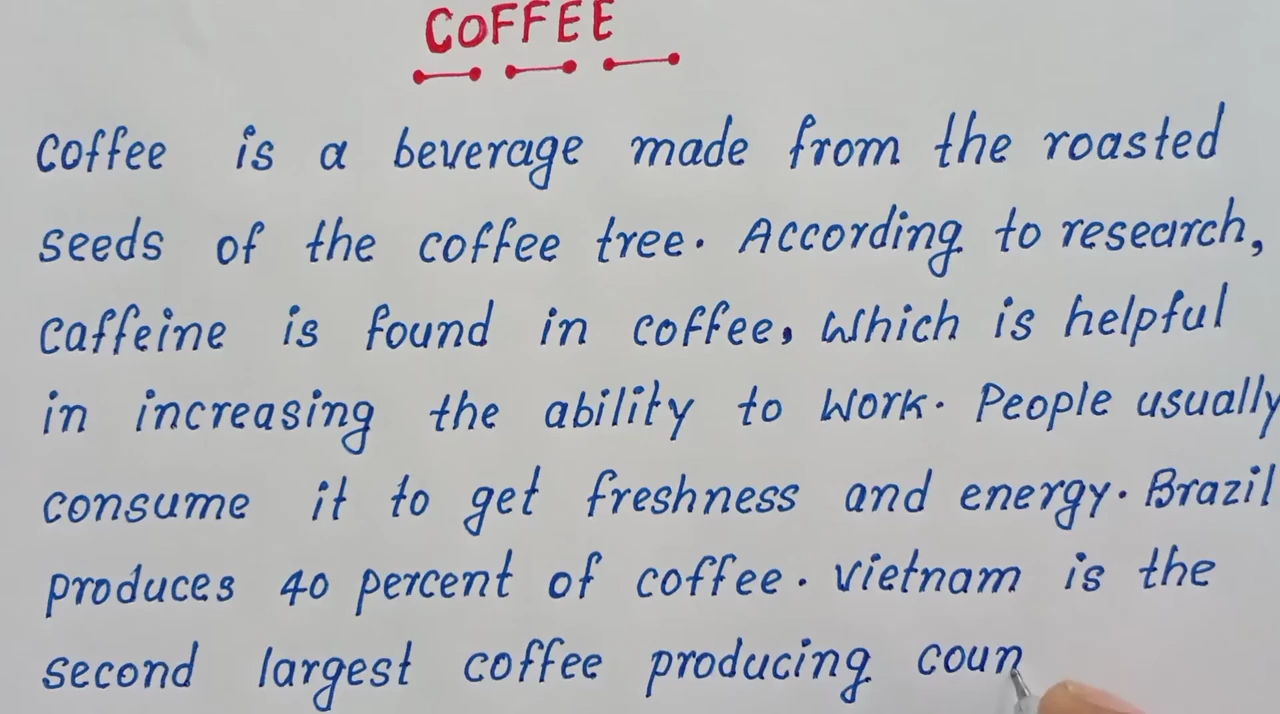 COFFEE
Coffee is a beverage made from the roasted
seeds of the coffee tree. According to research,
caffeine is found in coffee, which is helpful
in increasing the ability to work. People usually
consume it to get freshness and energy. Brazil
produces 40 percent of coffee. Vietnam is the
second largest coffee producing coun